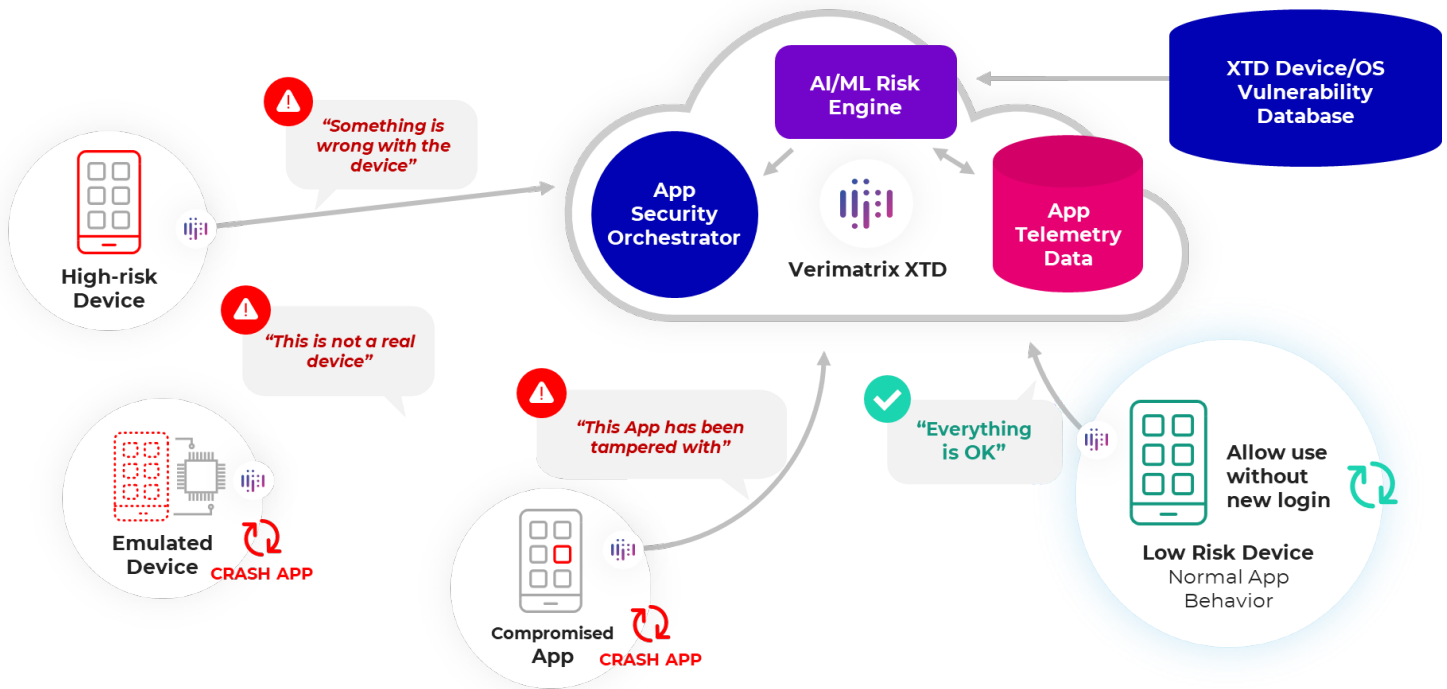 AI/ML Risk
Engine
XTD Device/OS
Vulnerability
Database
“Something is
wrong with the
device”
App
Security
Orchestrator
App
Telemetry
Data
Verimatrix XTD
High-risk
Device
“This is not a real
device”
“This App has been
tampered with”
“Everything
is OK”
Allow use
without
new login
Emulated
Device
CRASH APP
Low Risk Device
Normal App
Behavior
Compromised
App
CRASH APP